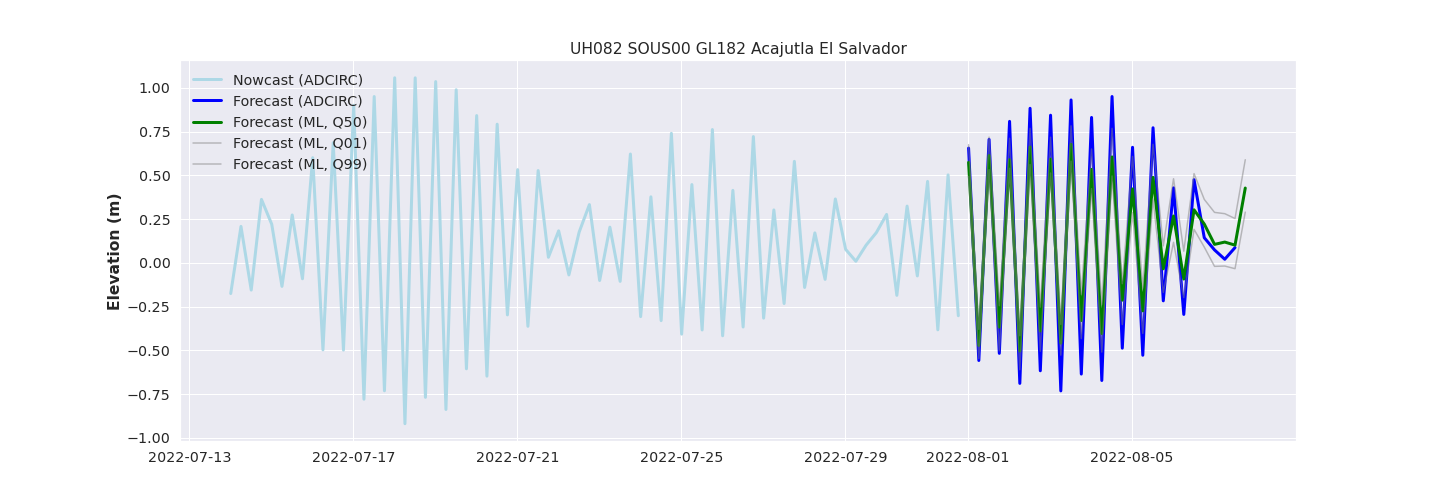 UH082 SOUS00 GL182 Acajutla El Salvador
Nowcast (ADCIRC)
Forecast (ADCIRC)
Forecast (ML, Q50)
Forecast (ML, Q01)
Forecast (ML, Q99)
Elevation (m)
1.00
0.75
0.50
0.25
0.00
−0.25
−0.50
−0.75
−1.00
2022-07-13 2022-07-17 2022-07-21 2022-07-25 2022-07-29 2022-08-01 2022-08-05